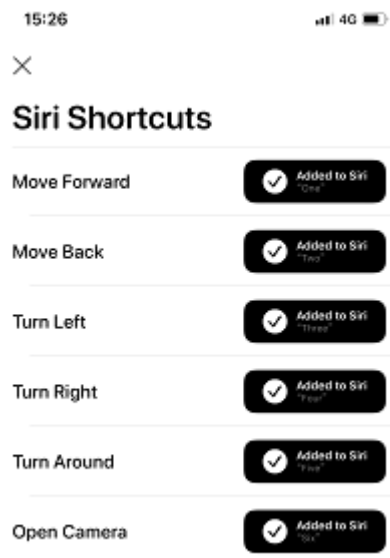 15:26
4G
Siri Shortcuts
Move Forward
Added to Siri
"One"
Move Back
Added to Siri
"Two"
Turn Left
Added to Siri
"Three"
Turn Right
Added to Siri
"Four"
Turn Around
Added to Siri
"Five"
Open Camera
Added to Siri
"Six"